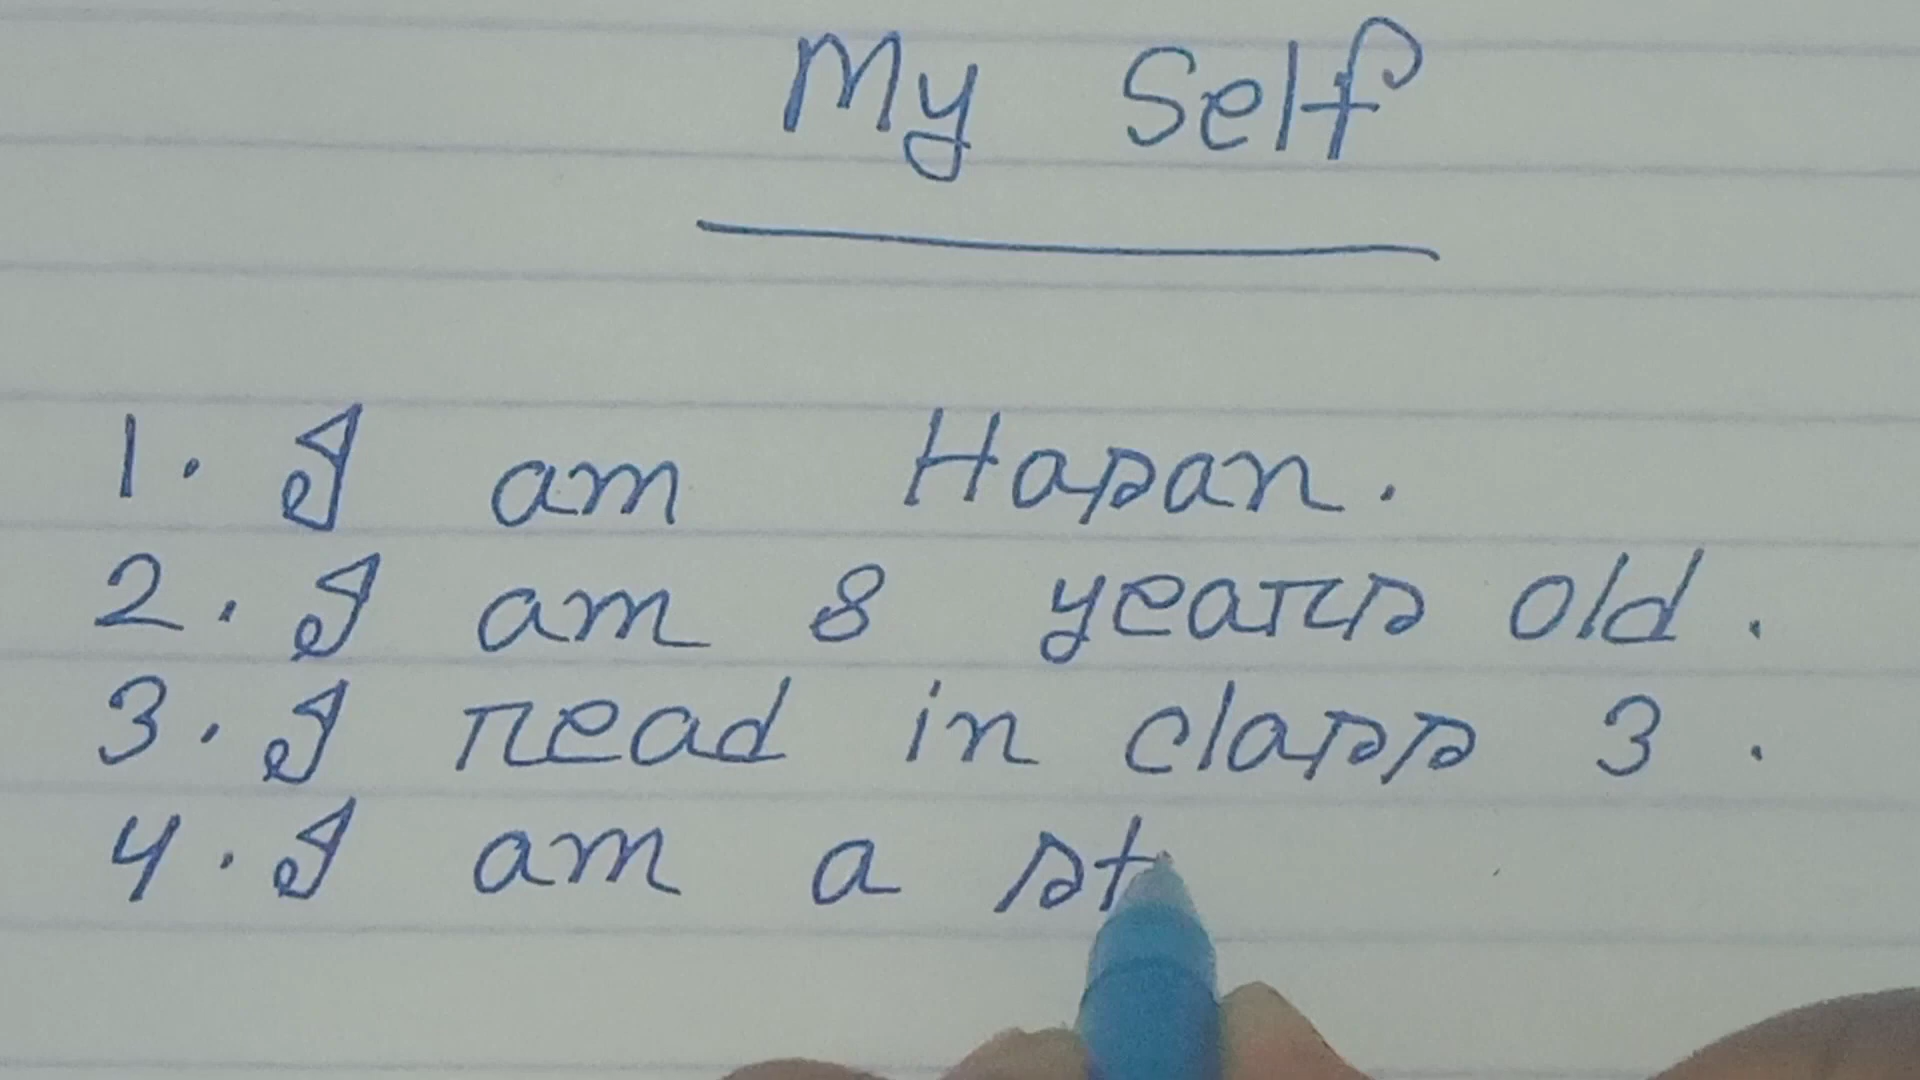 My Self
1. I am Hasan.
2. I am 8 years old.
3. I read in class 3.
4. I am a st